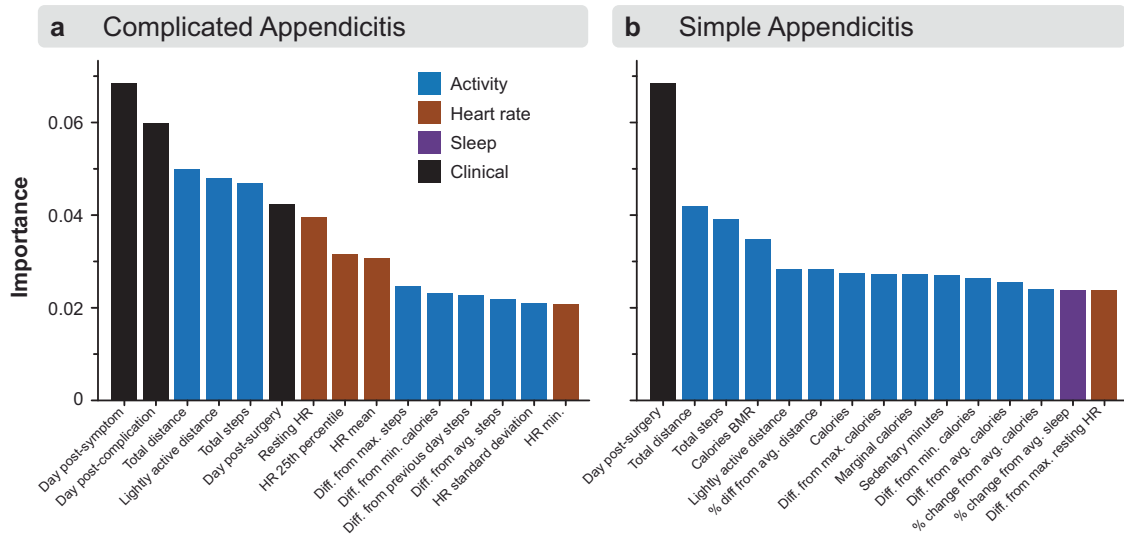 a Complicated Appendicitis
b Simple Appendicitis
Activity
Heart rate
Sleep
Clinical
Importance
0.06
0.04
0.02
0
Day post-symptom
Day post-complication
Total distance
Lightly active distance
Total steps
Day post-surgery
Resting HR
HR 25th percentile
HR mean
Diff. from max. steps
Diff. from min. calories
Diff. from previous day steps
Diff. from avg. steps
HR standard deviation
HR min.
Day post-surgery
Total distance
Total steps
Calories BMR
Lightly active distance
% diff from avg. distance
Calories
Diff. from max. calories
Marginal calories
Sedentary minutes
Diff. from min. calories
Diff. from avg. calories
% change from avg. calories
% change from avg. sleep
Diff. from max. resting HR